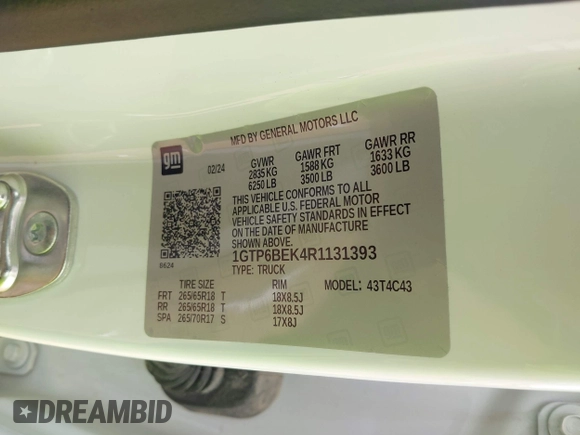 MFD BY GENERAL MOTORS LLC
gm
02/24
GVWR GAWR FRT GAWR RR
2835 KG 1588 KG 1633 KG
6250 LB 3500 LB 3600 LB
THIS VEHICLE CONFORMS TO ALL
APPLICABLE U.S. FEDERAL MOTOR
VEHICLE SAFETY STANDARDS IN EFFECT
ON THE DATE OF MANUFACTURE
SHOWN ABOVE.
1GTP6BEK4R1131393
6624
TYPE: TRUCK
TIRE SIZE RIM MODEL: 43T4C43
FRT 265/65R18 T 18X8.5J
RR 265/65R18 T 18X8.5J
SPA 265/70R17 S 17X8J
DREAMBID